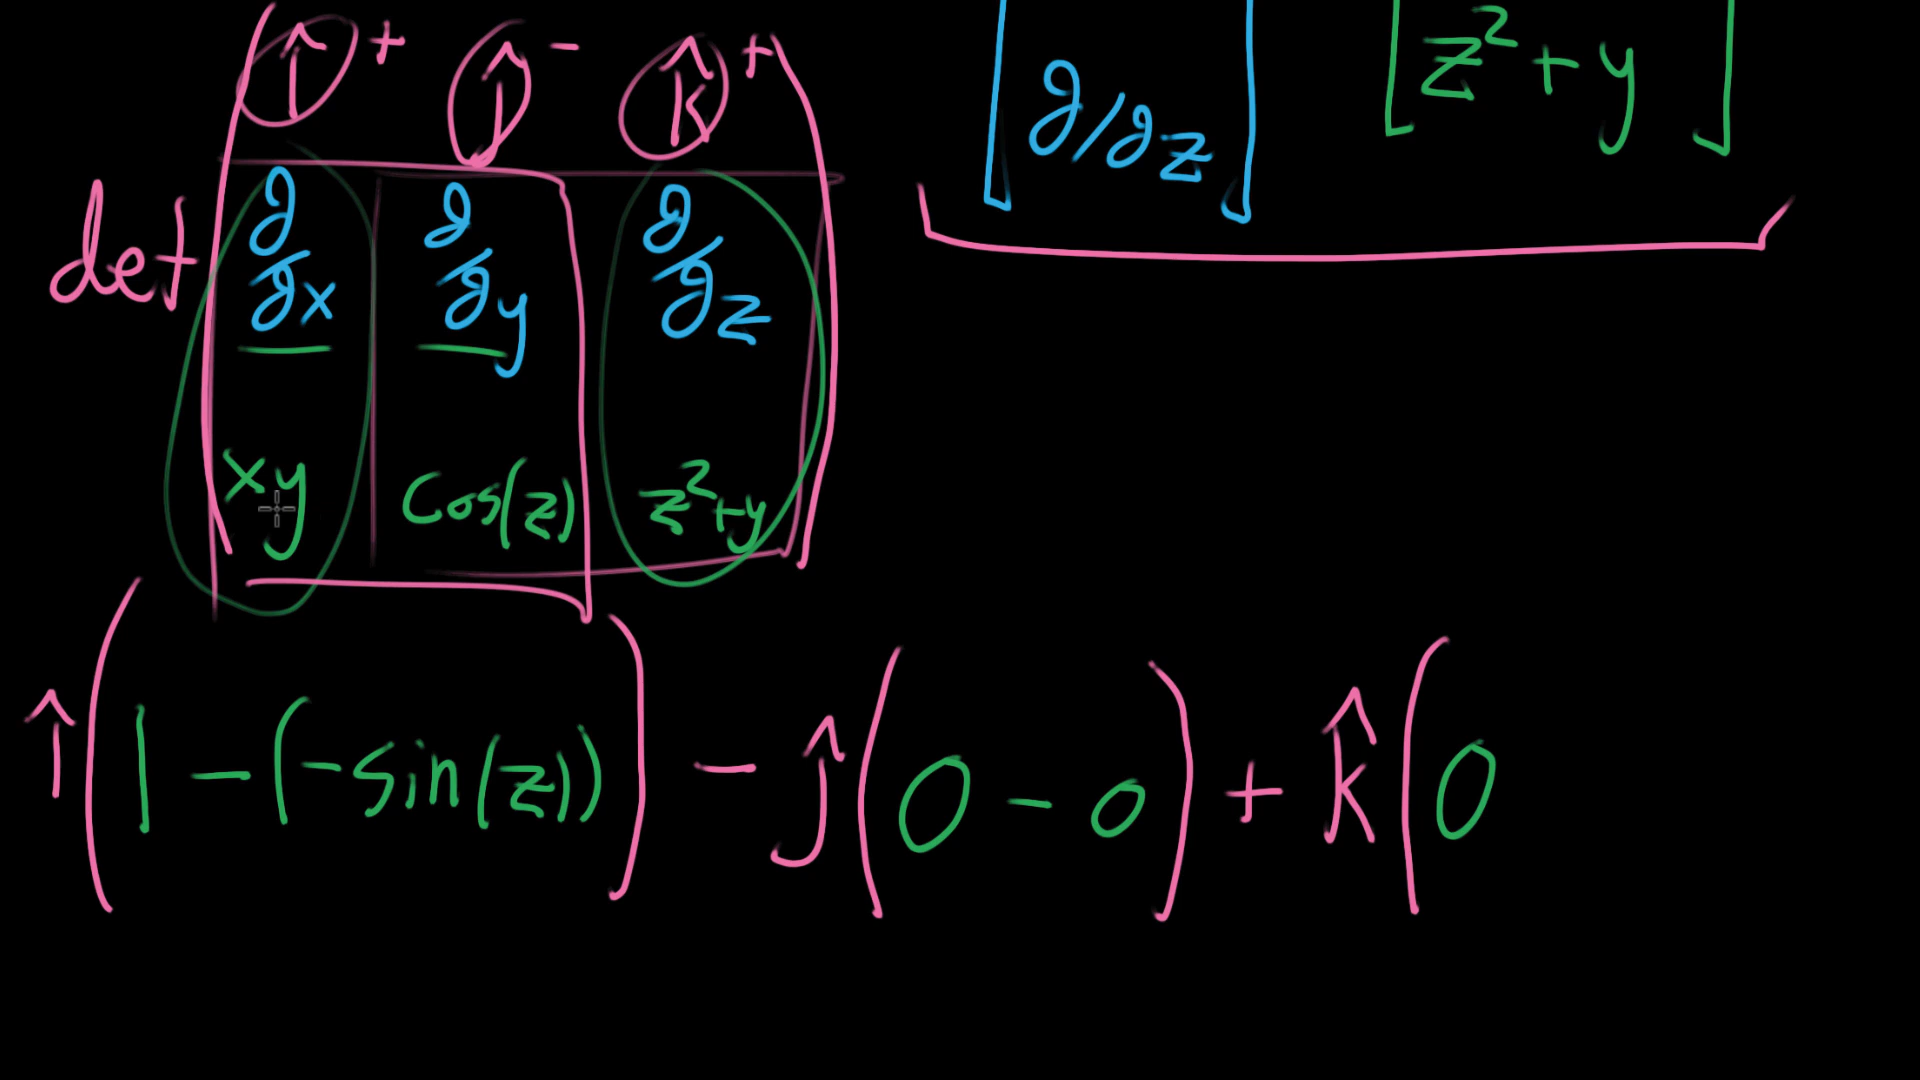 î + ĵ - k̂ +
∂/∂z z² + y
det ∂/∂x ∂/∂y ∂/∂z
xy cos(z) z²+y
î(1 - (-sin(z))) - ĵ(0 - 0) + k̂(0